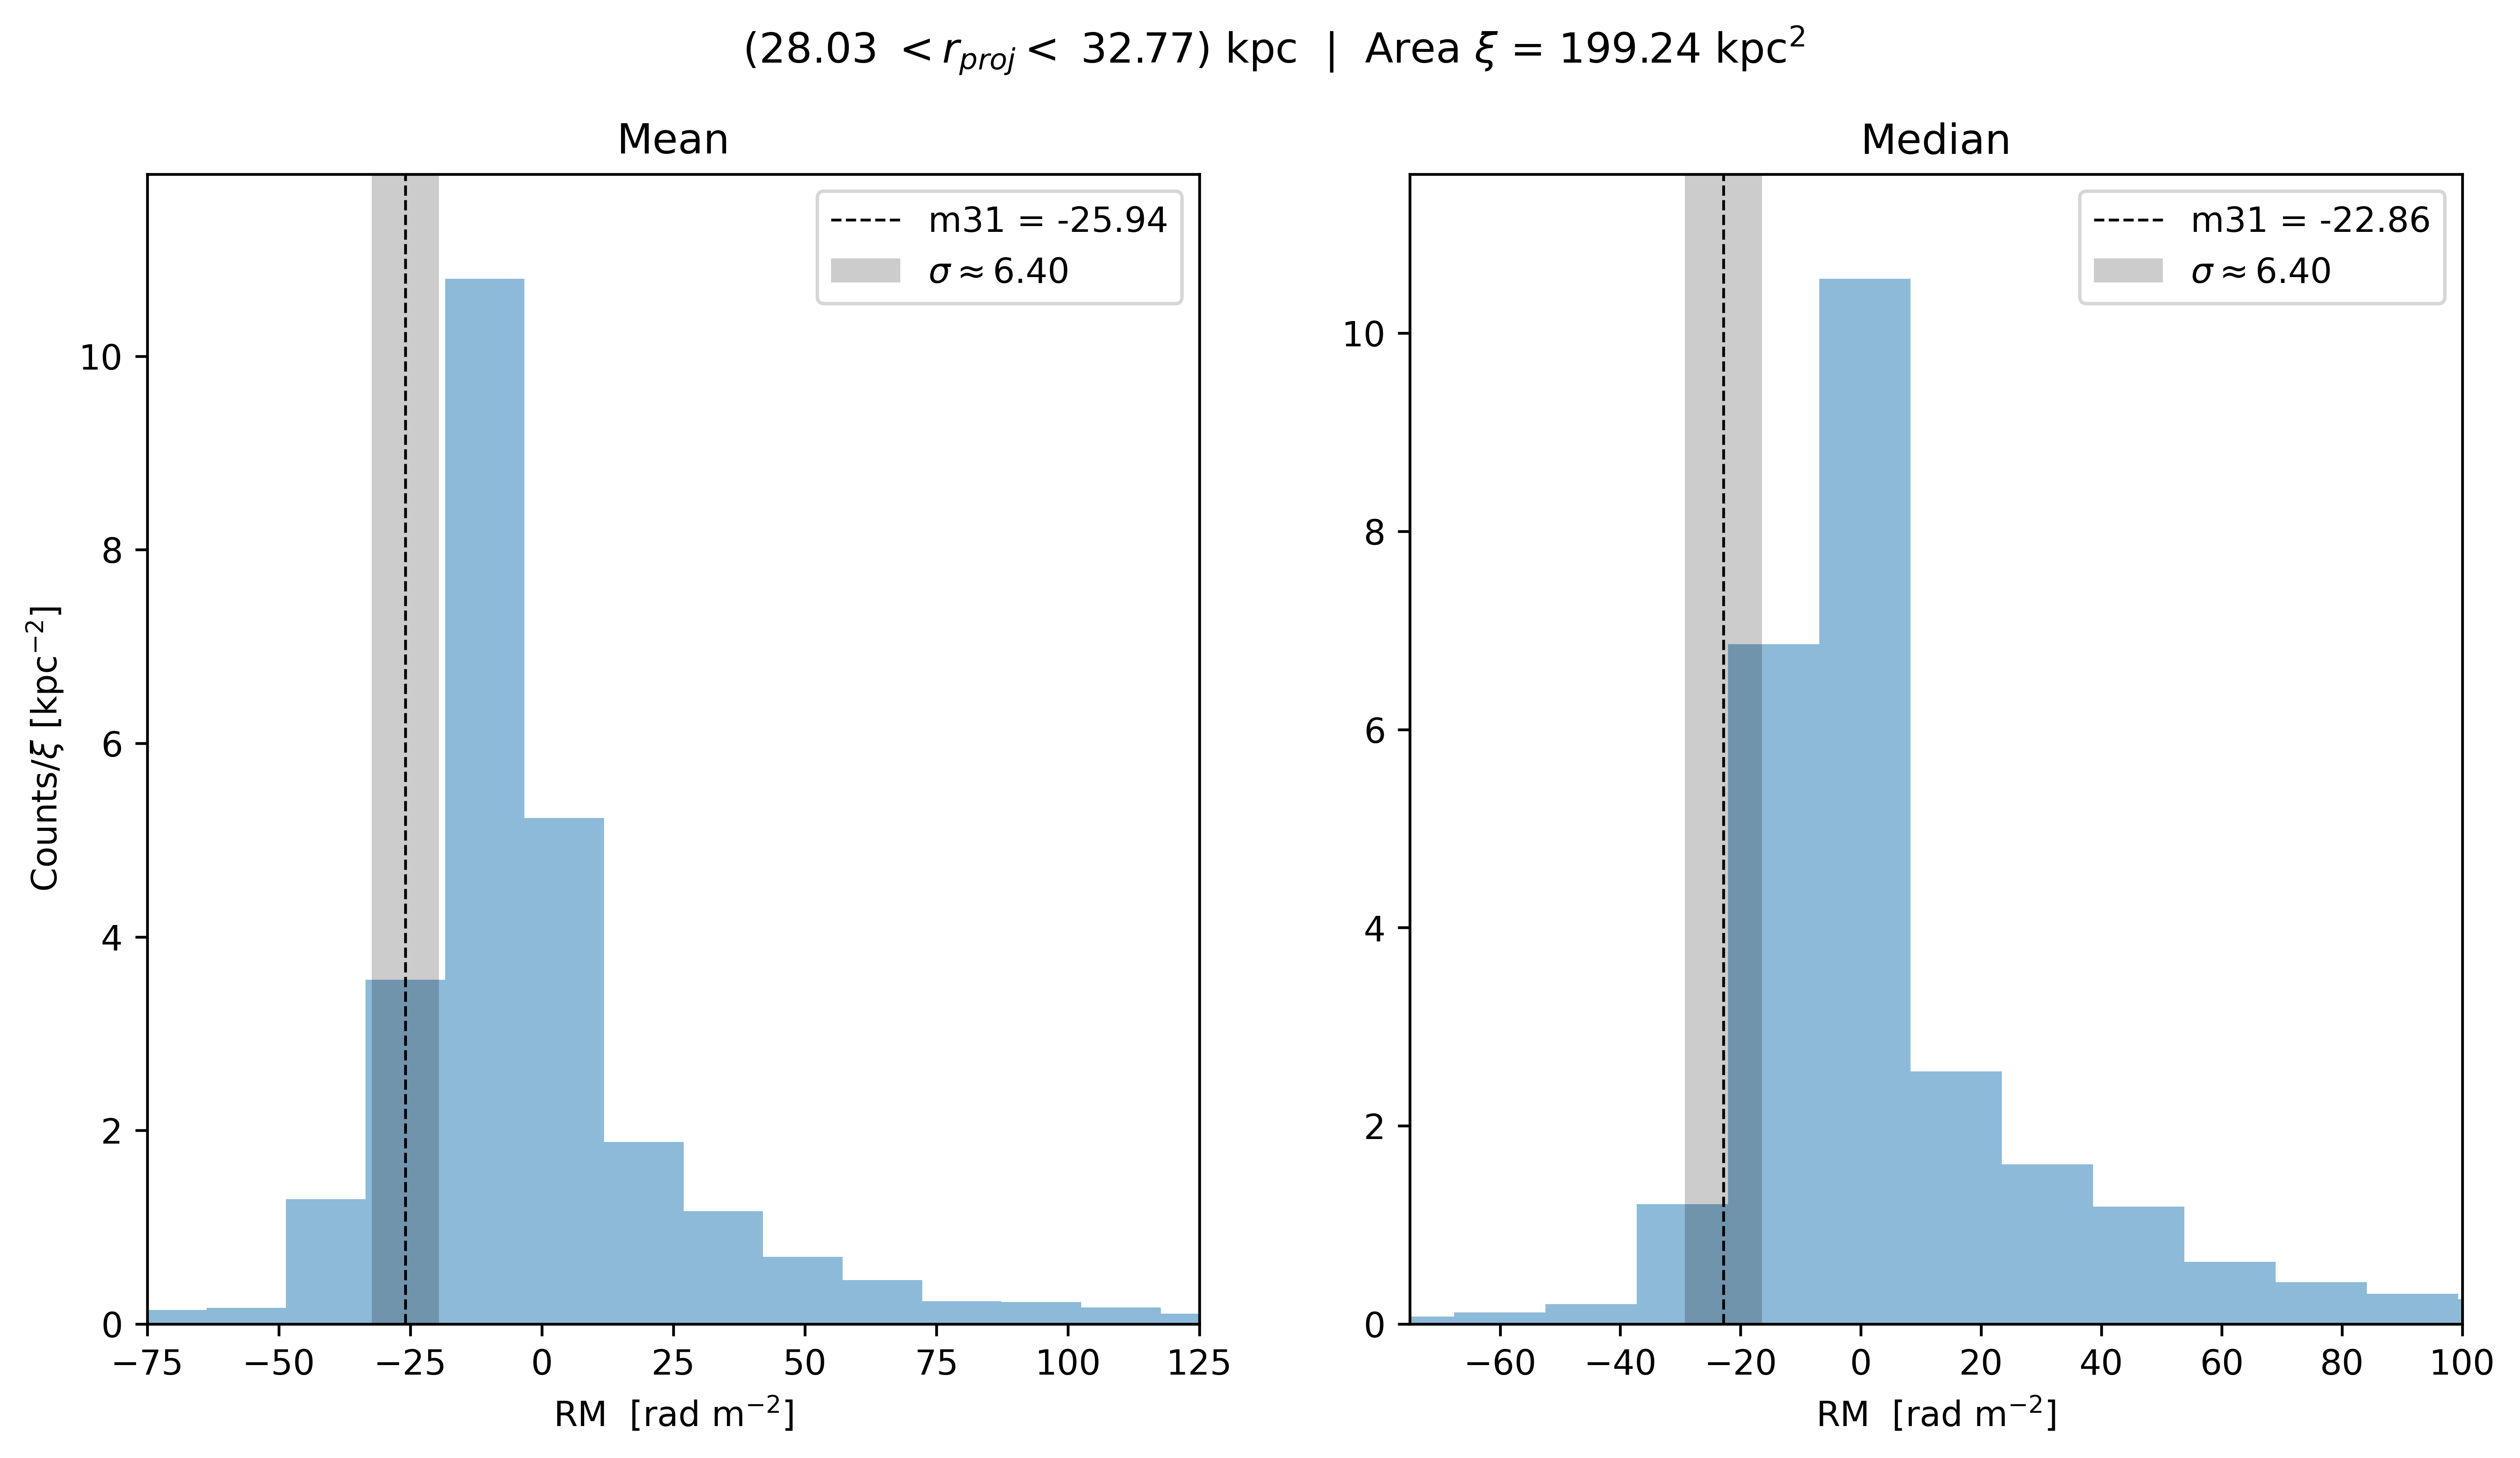 (28.03 < r_proj < 32.77) kpc | Area ξ = 199.24 kpc²
Mean
m31 = -25.94
σ ≈ 6.40
Counts/ξ [kpc⁻²]
10
8
6
4
2
0
−75 −50 −25 0 25 50 75 100 125
RM [rad m⁻²]
Median
m31 = -22.86
σ ≈ 6.40
10
8
6
4
2
0
−60 −40 −20 0 20 40 60 80 100
RM [rad m⁻²]